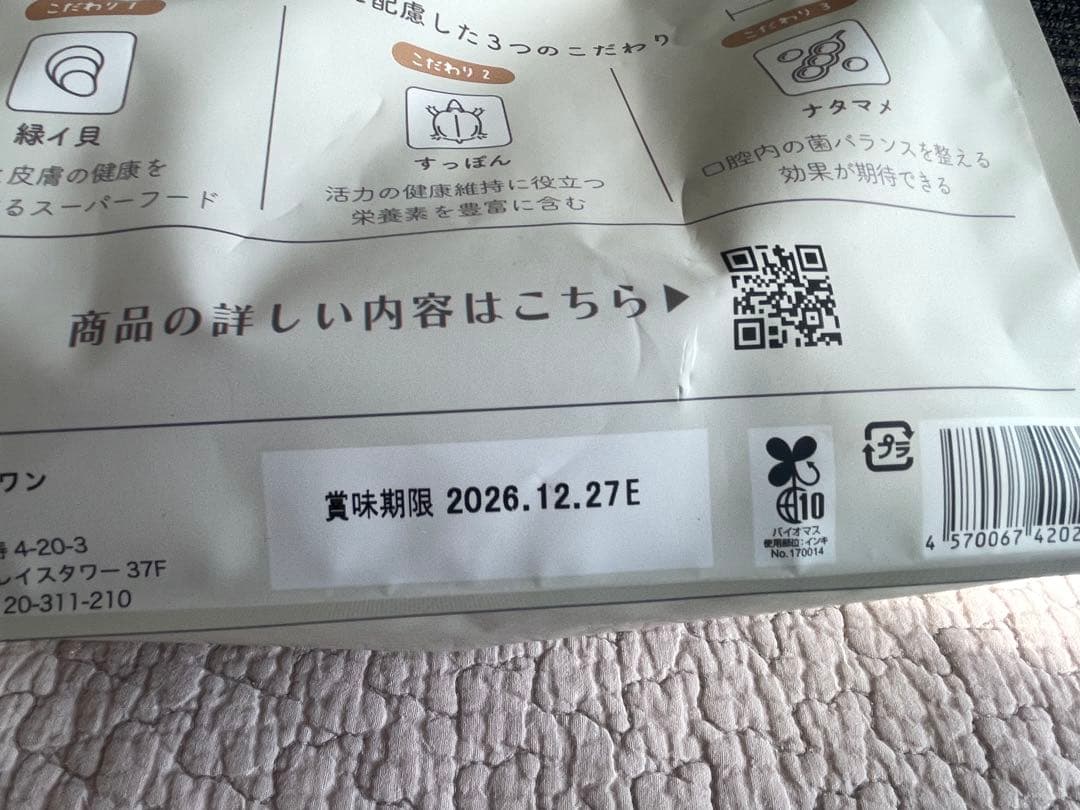 配慮した3つのこだわり
こだわり 1
緑イ貝
皮膚の健康を
るスーパーフード
こだわり 2
すっぽん
活力の健康維持に役立つ
栄養素を豊富に含む
こだわり 3
ナタマメ
口腔内の菌バランスを整える
効果が期待できる
商品の詳しい内容はこちら▶
ワン
4-20-3
レイスタワー 37F
20-311-210
賞味期限 2026.12.27E
10
バイオマス
使用部位:インキ
No.170014
プラ
4 570067 4202